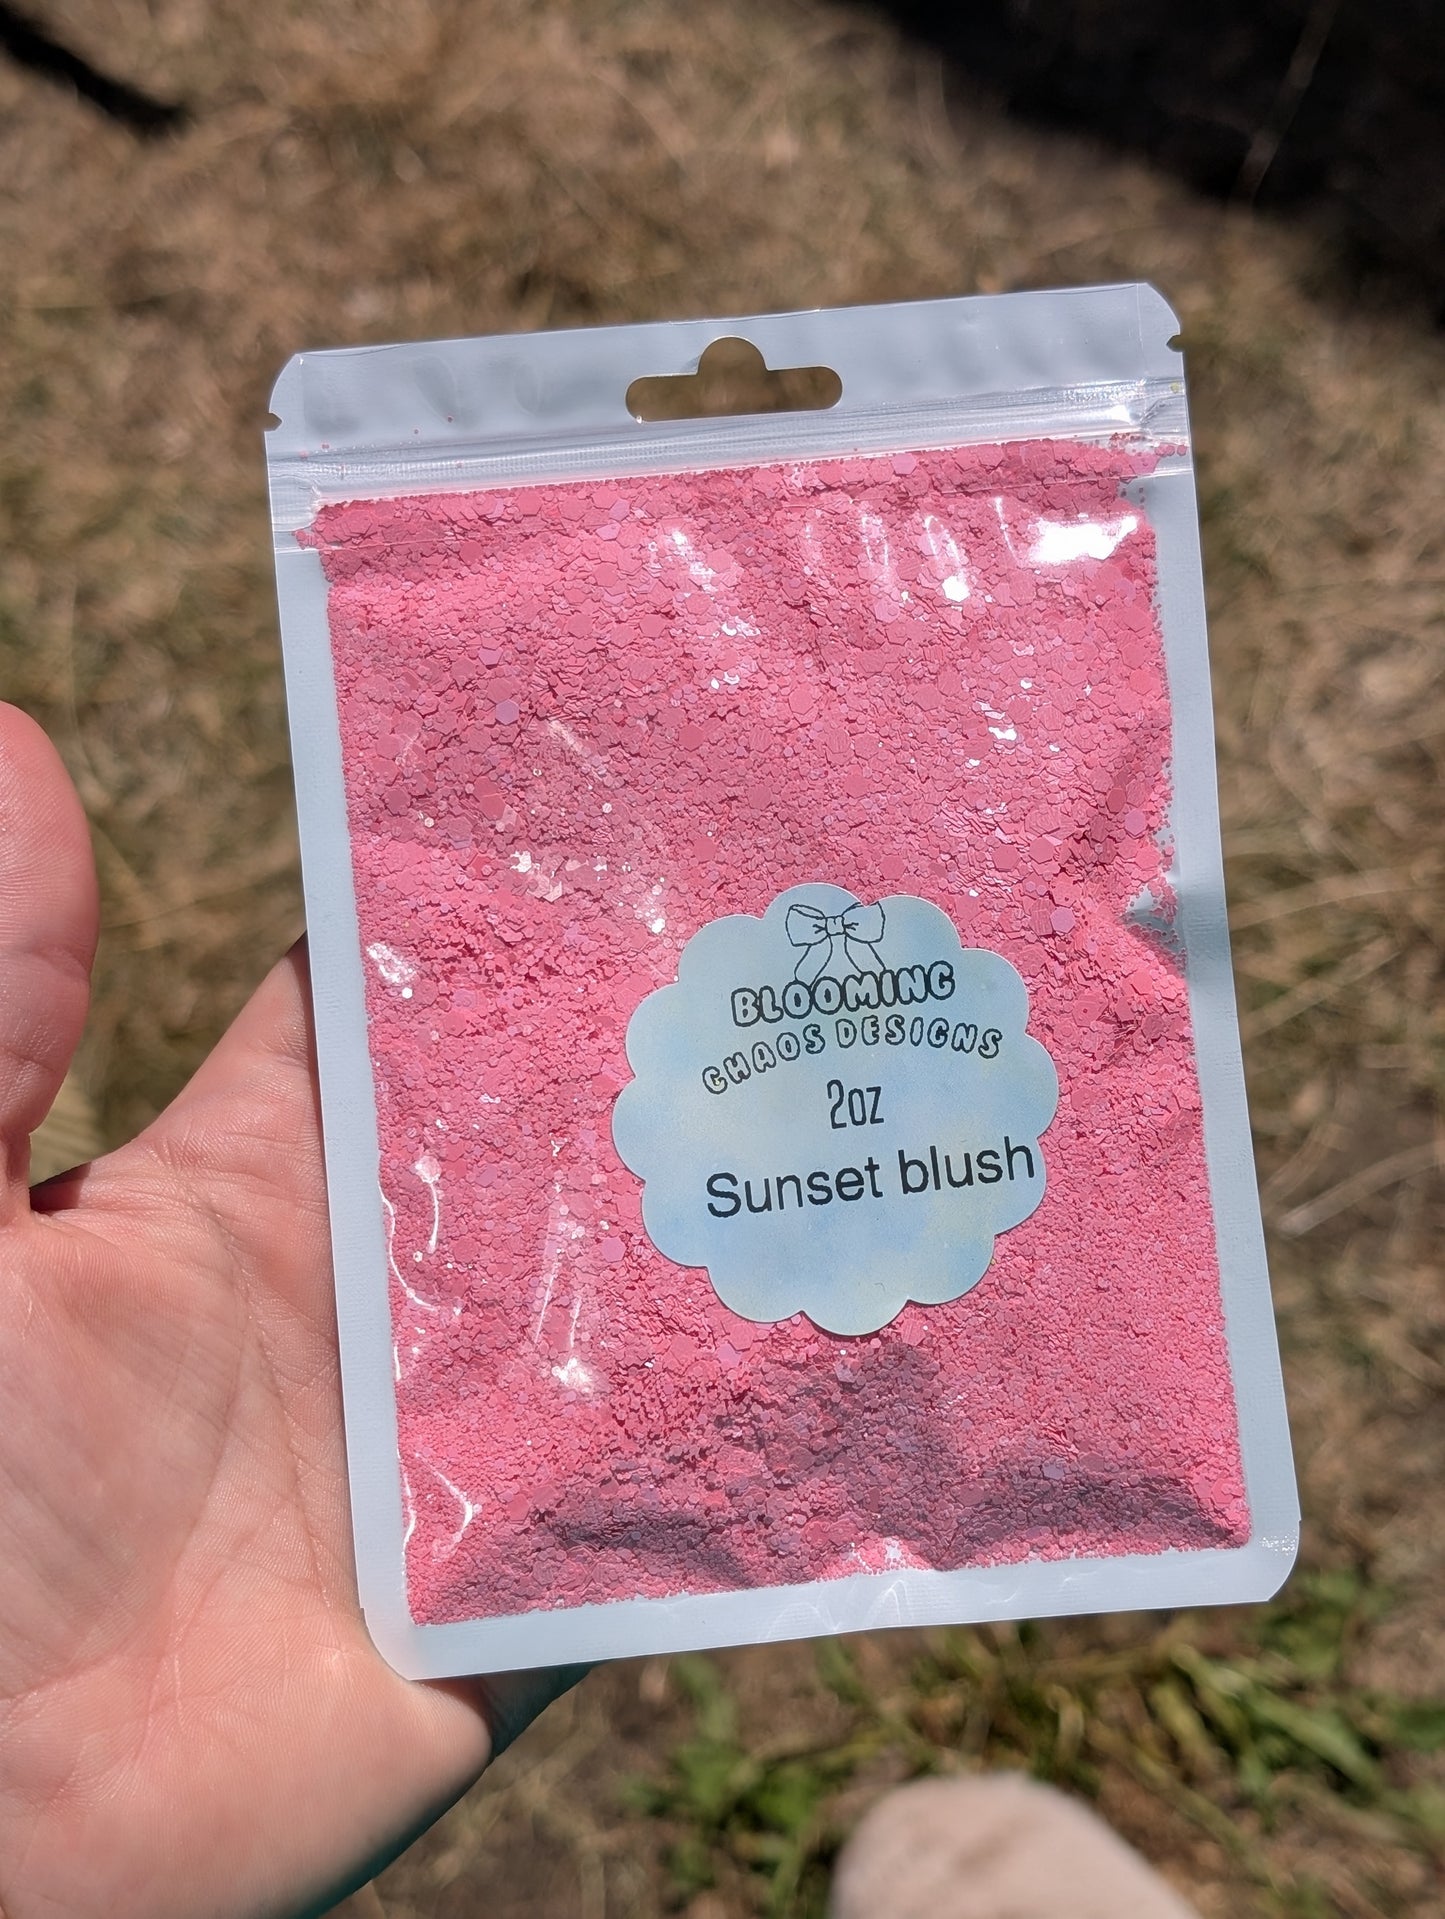 BLOOMING
CHAOS DESIGNS
2oz
Sunset blush